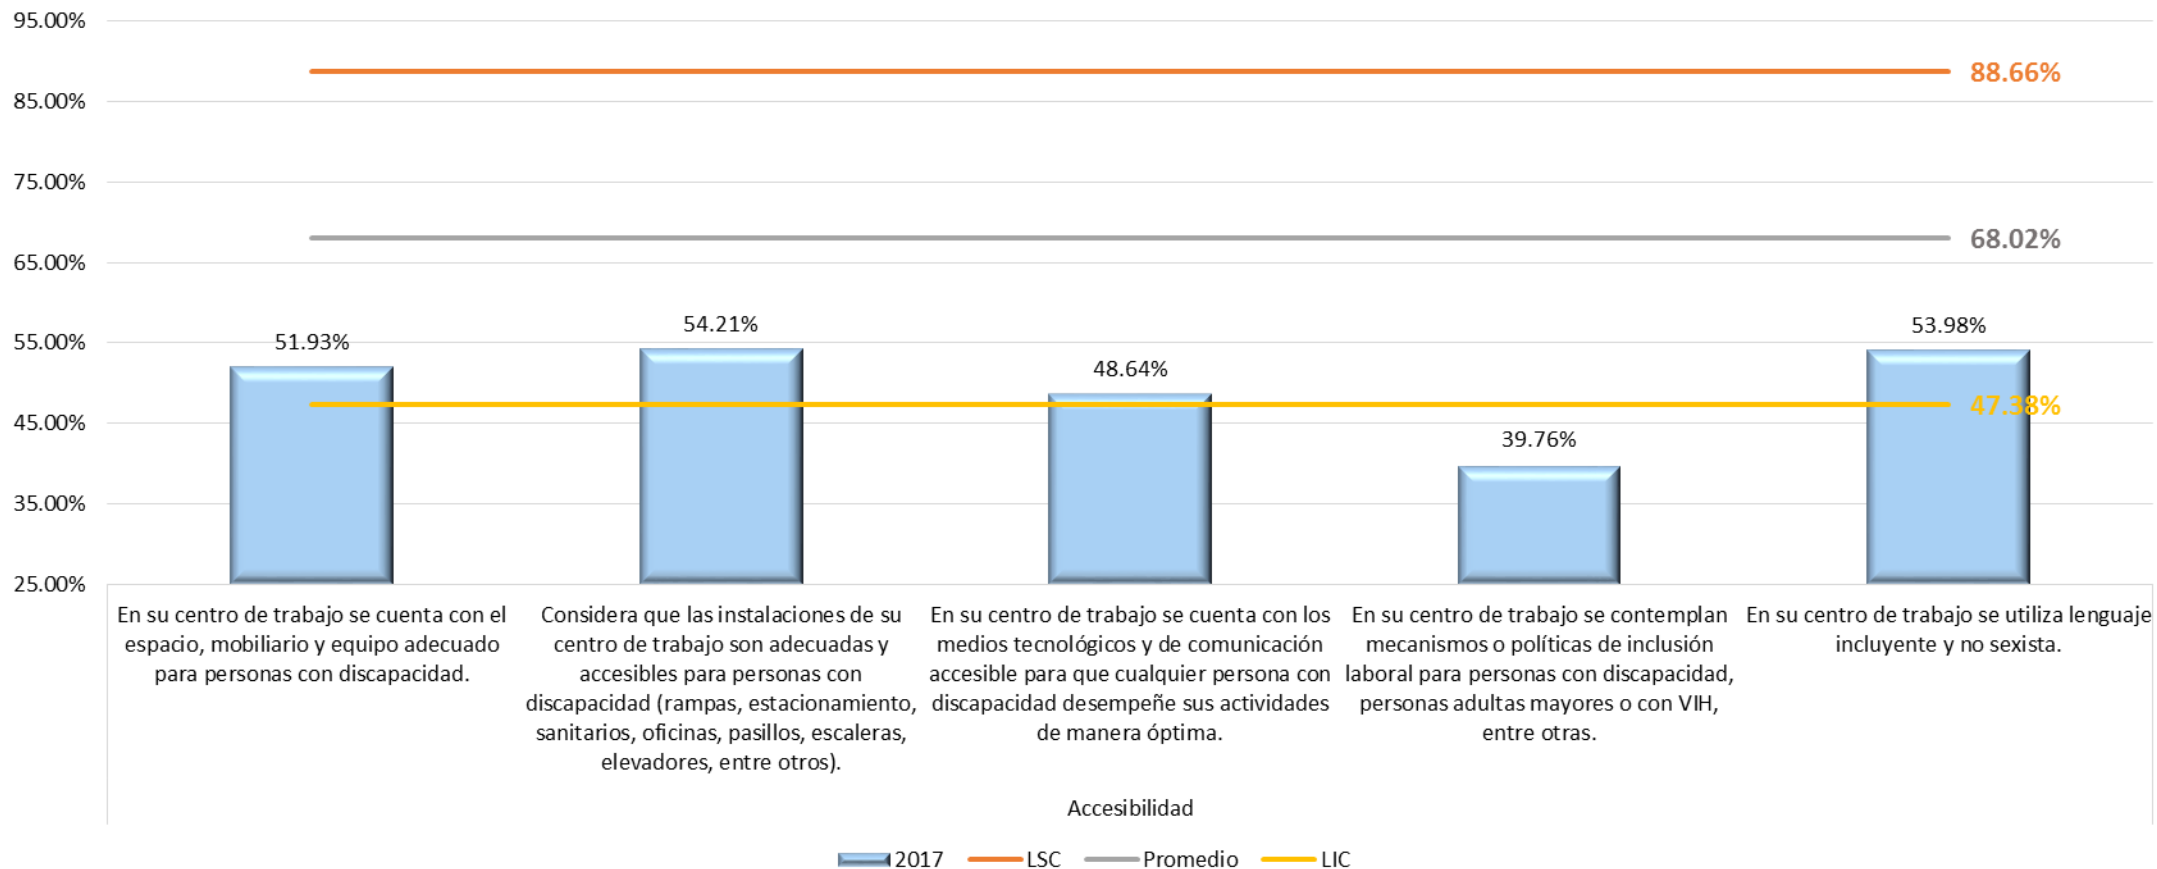 95.00%
85.00%
75.00%
65.00%
55.00%
45.00%
35.00%
25.00%
88.66%
68.02%
47.38%
51.93%
54.21%
48.64%
39.76%
53.98%
En su centro de trabajo se cuenta con el
espacio, mobiliario y equipo adecuado
para personas con discapacidad.
Considera que las instalaciones de su
centro de trabajo son adecuadas y
accesibles para personas con
discapacidad (rampas, estacionamiento,
sanitarios, oficinas, pasillos, escaleras,
elevadores, entre otros).
En su centro de trabajo se cuenta con los
medios tecnológicos y de comunicación
accesible para que cualquier persona con
discapacidad desempeñe sus actividades
de manera óptima.
En su centro de trabajo se contemplan
mecanismos o políticas de inclusión
laboral para personas con discapacidad,
personas adultas mayores o con VIH,
entre otras.
En su centro de trabajo se utiliza lenguaje
incluyente y no sexista.
Accesibilidad
2017
LSC
Promedio
LIC